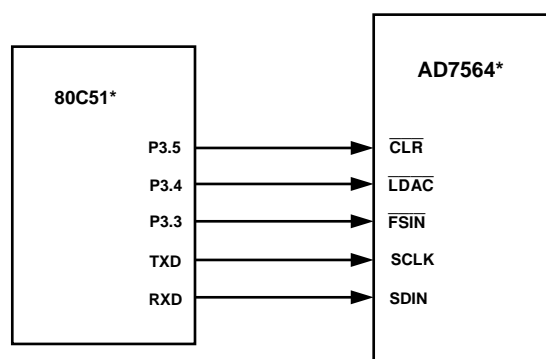 80C51*
AD7564*
P3.5
CLR
P3.4
LDAC
P3.3
FSIN
TXD
SCLK
RXD
SDIN